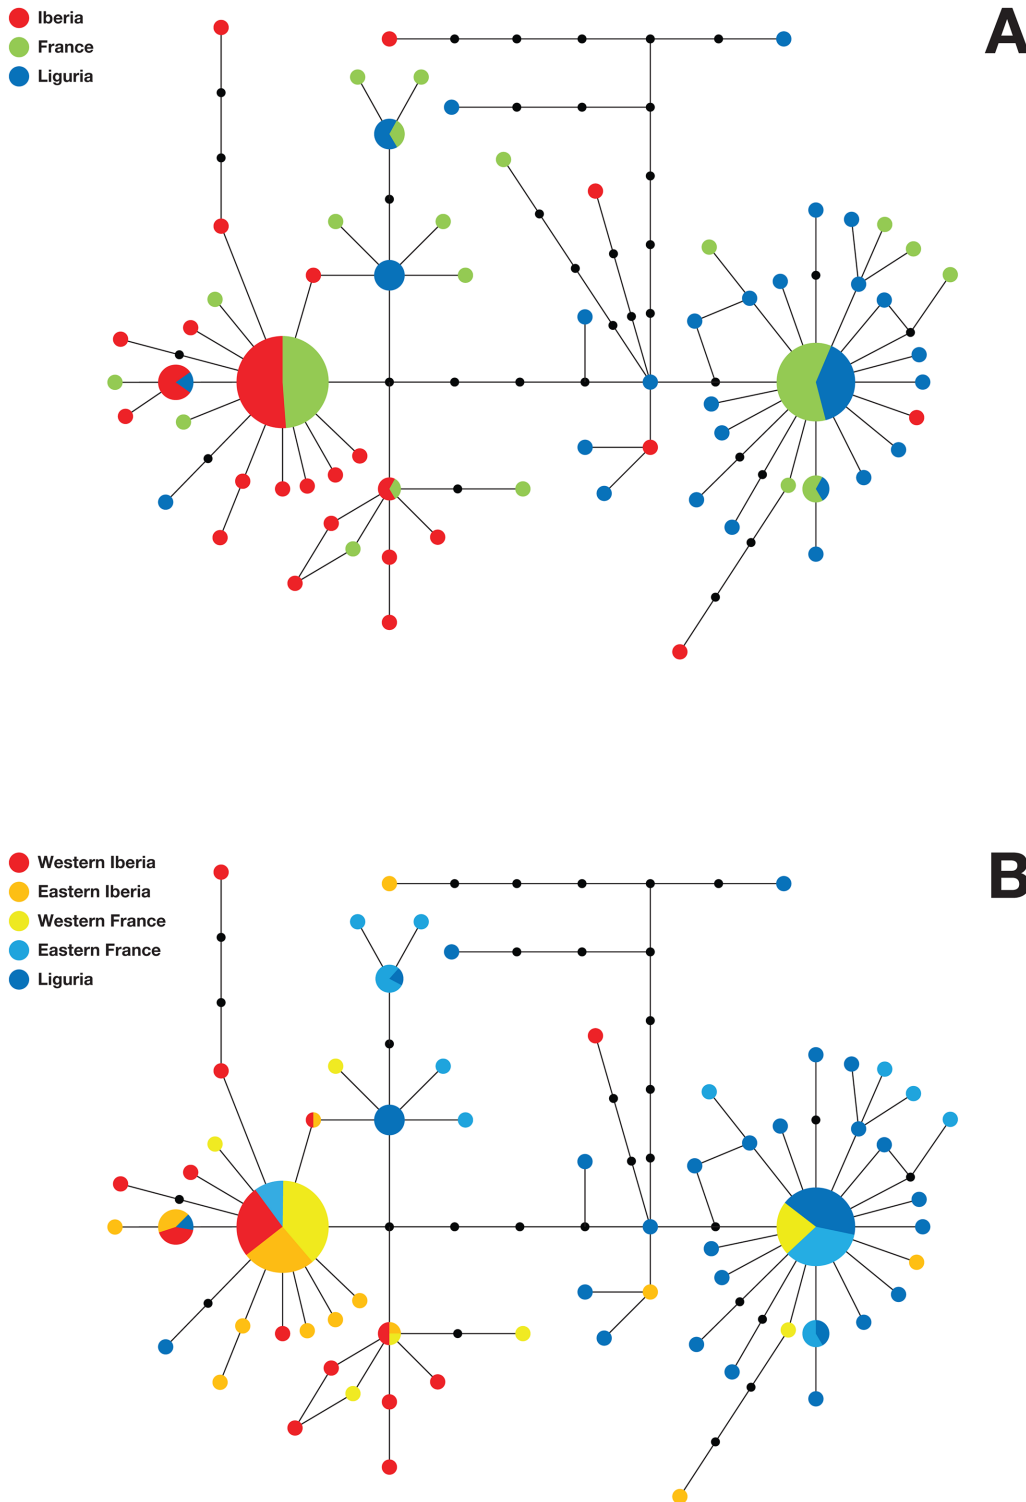 Iberia
France
Liguria
A
Western Iberia
Eastern Iberia
Western France
Eastern France
Liguria
B